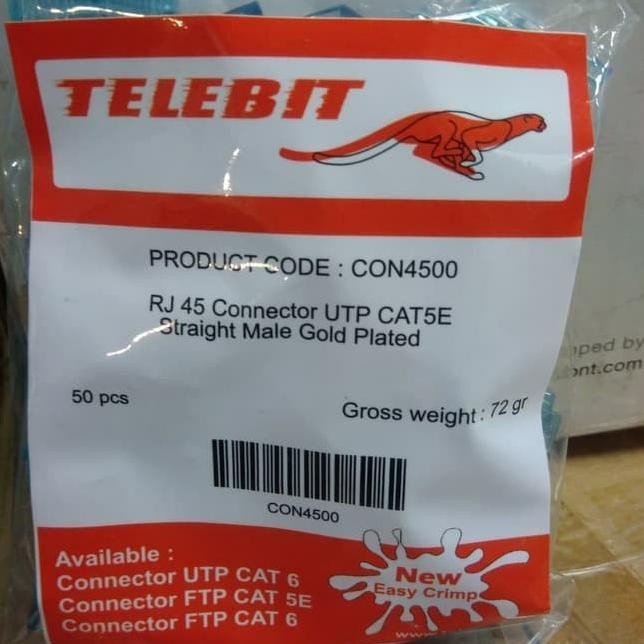 TELEBIT
PRODUCT CODE : CON4500
RJ 45 Connector UTP CAT5E
Straight Male Gold Plated
50 pcs
Gross weight : 72 gr
CON4500
Available :
Connector UTP CAT 6
Connector FTP CAT 5E
Connector FTP CAT 6
New
Easy Crimp
www.